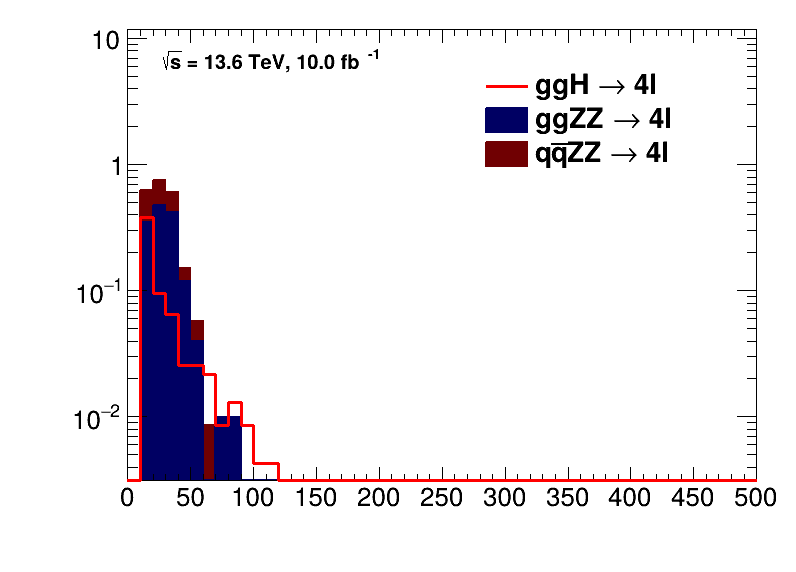 10
√s = 13.6 TeV, 10.0 fb⁻¹
ggH → 4l
ggZZ → 4l
qq̅ZZ → 4l
1
10⁻¹
10⁻²
0 50 100 150 200 250 300 350 400 450 500